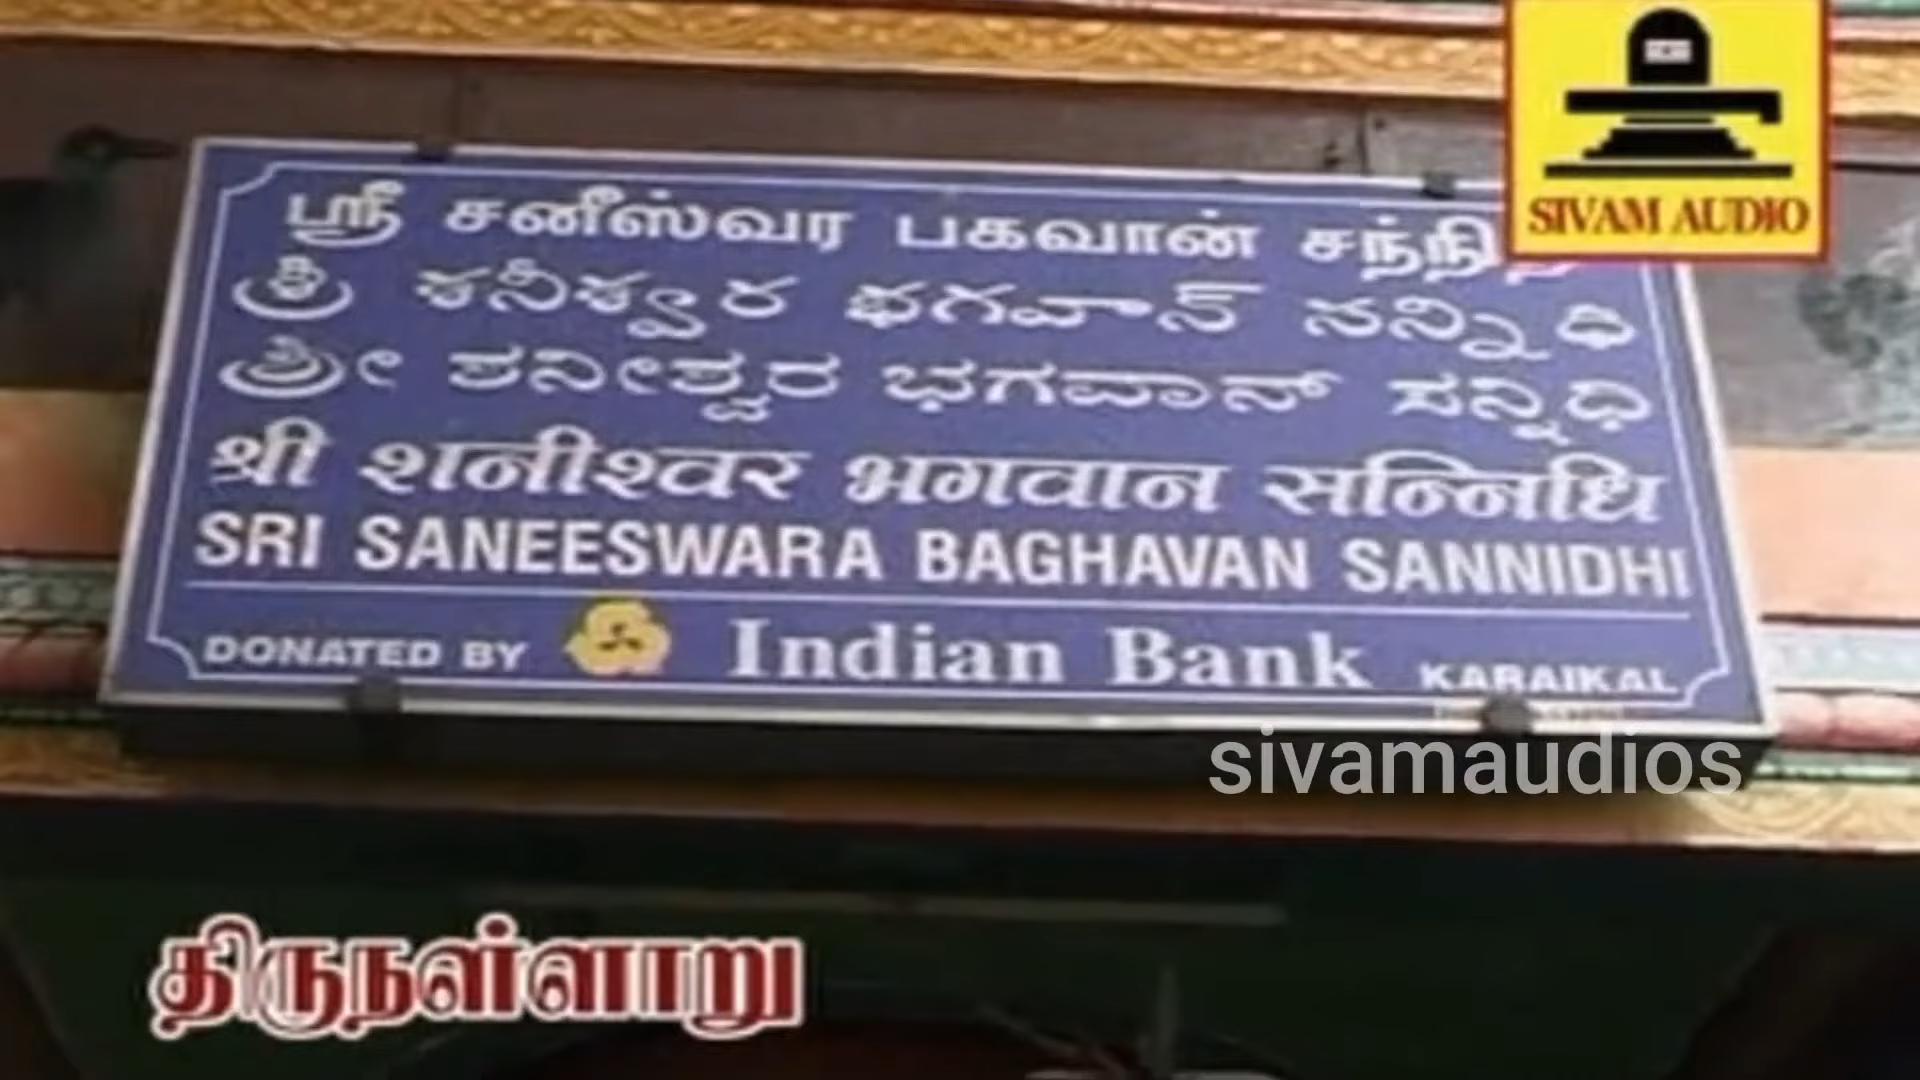 ஸ்ரீ சனீஸ்வர பகவான் சந்நிதி
శ్రీ శనీశ్వర భగవాన్ సన్నిధి
ಶ್ರೀ ಶನೀಶ್ವರ ಭಗವಾನ್ ಸನ್ನಿಧಿ
श्री शनीश्वर भगवान सन्निधि
SRI SANEESWARA BAGHAVAN SANNIDHI
DONATED BY Indian Bank KARAIKAL
SIVAM AUDIO
sivamaudios
திருநள்ளாறு